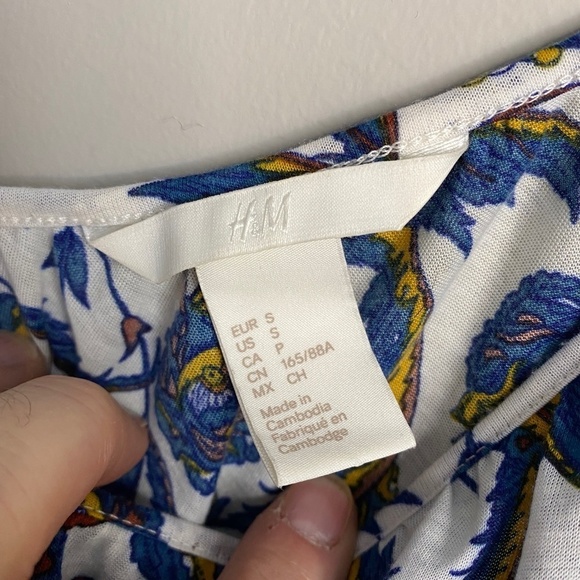 H&M
EUR S
US S
CA P
CN 165/88A
MX CH
Made in
Cambodia
Fabriqué en
Cambodge